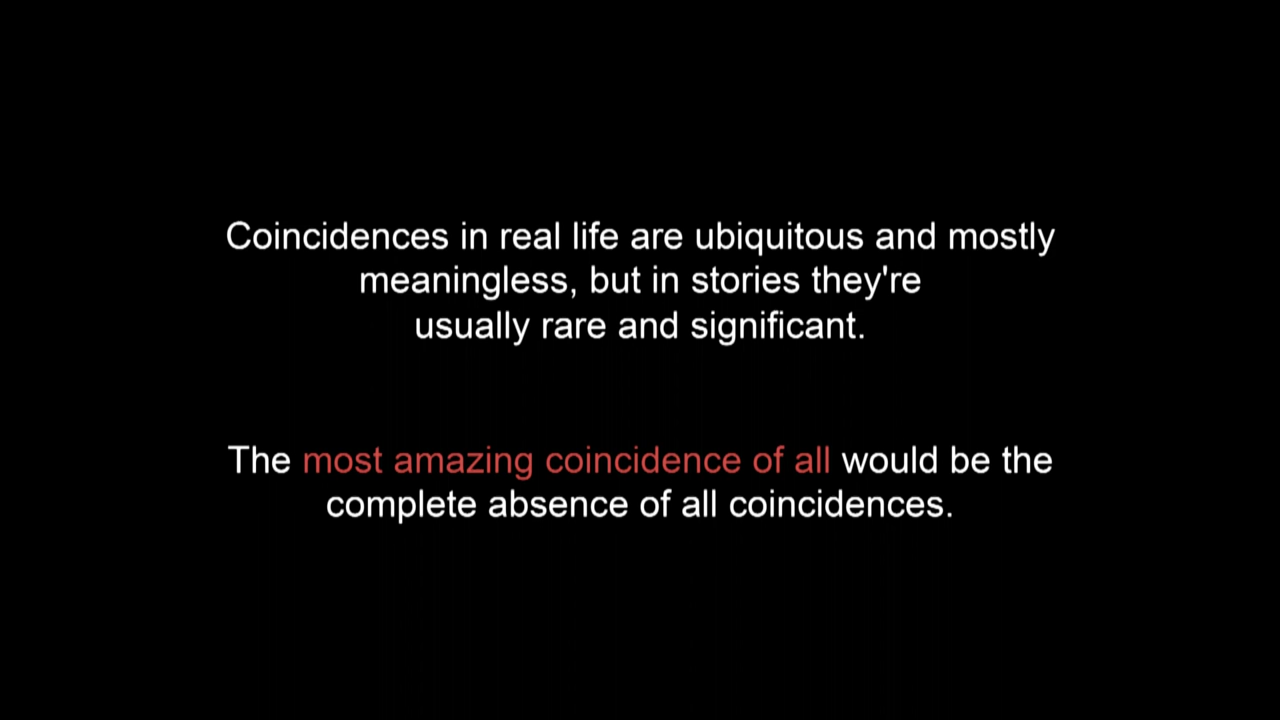 Coincidences in real life are ubiquitous and mostly
meaningless, but in stories they're
usually rare and significant.
The most amazing coincidence of all would be the
complete absence of all coincidences.